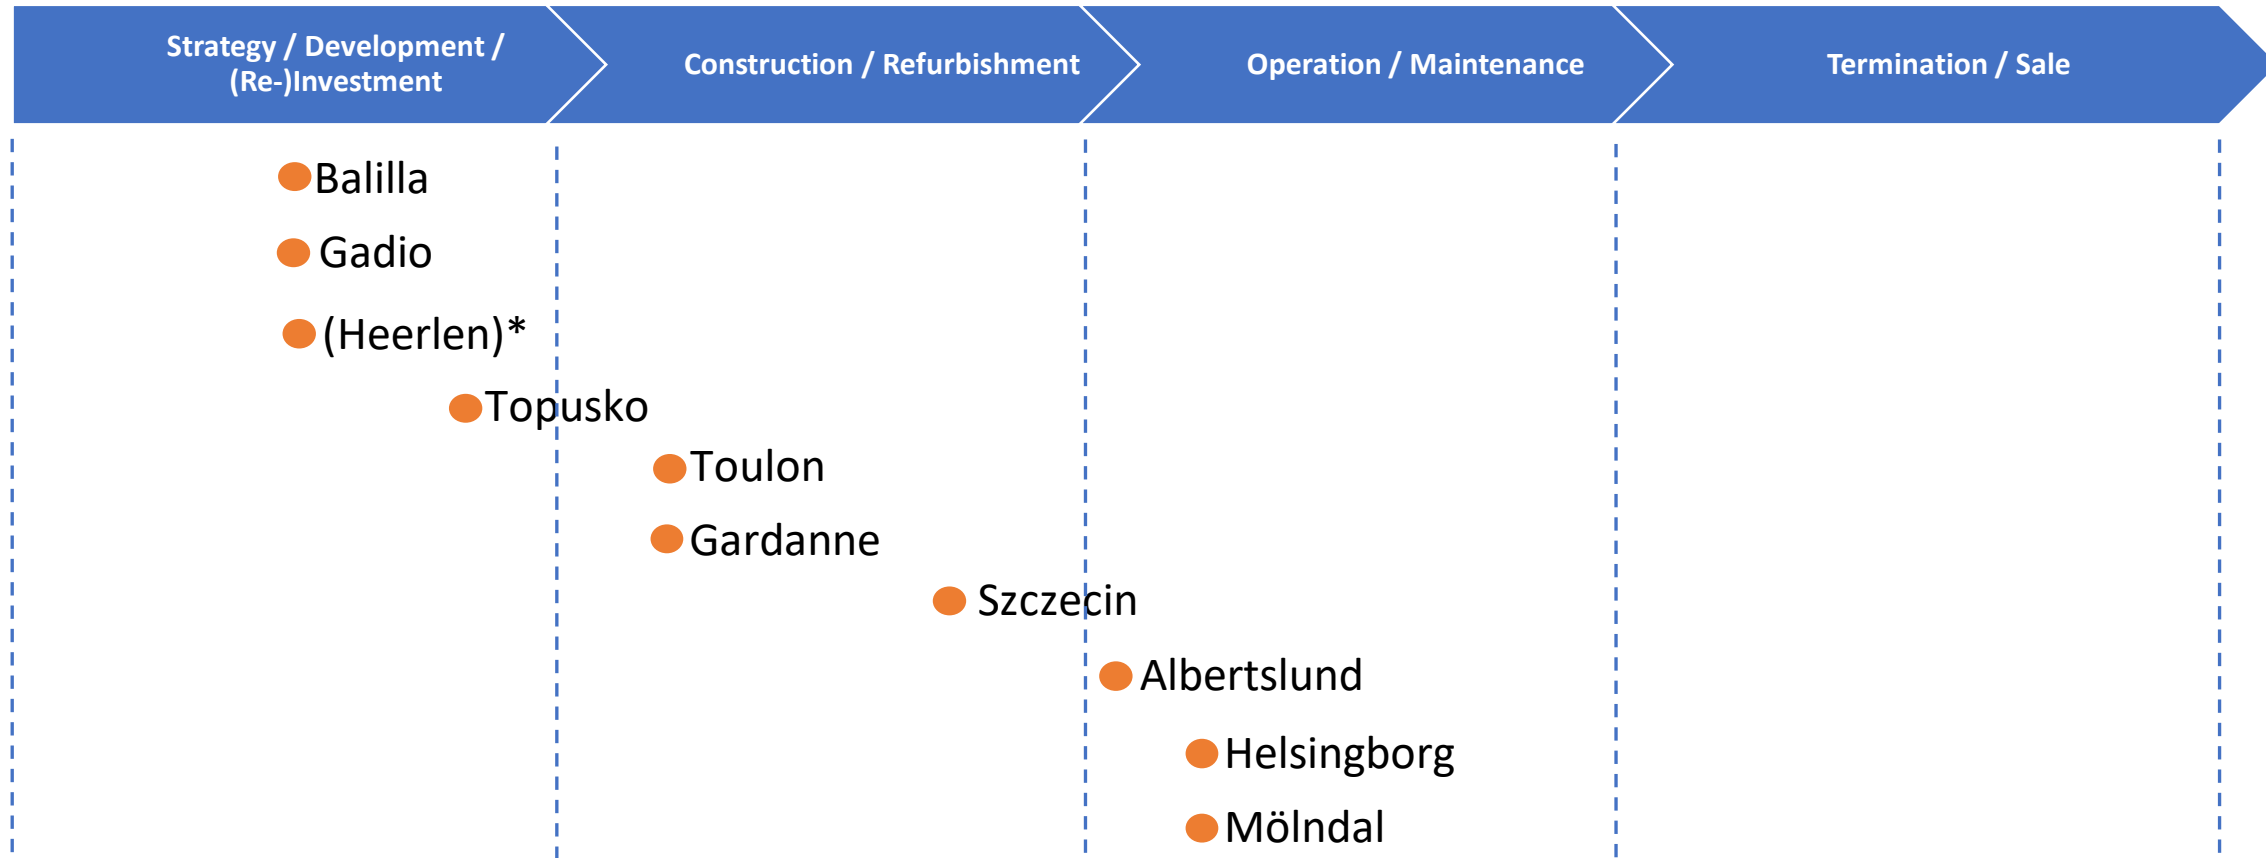 Strategy / Development /
(Re-)Investment
Construction / Refurbishment
Operation / Maintenance
Termination / Sale
Balilla
Gadio
(Heerlen)*
Topusko
Toulon
Gardanne
Szczecin
Albertslund
Helsingborg
Mölndal